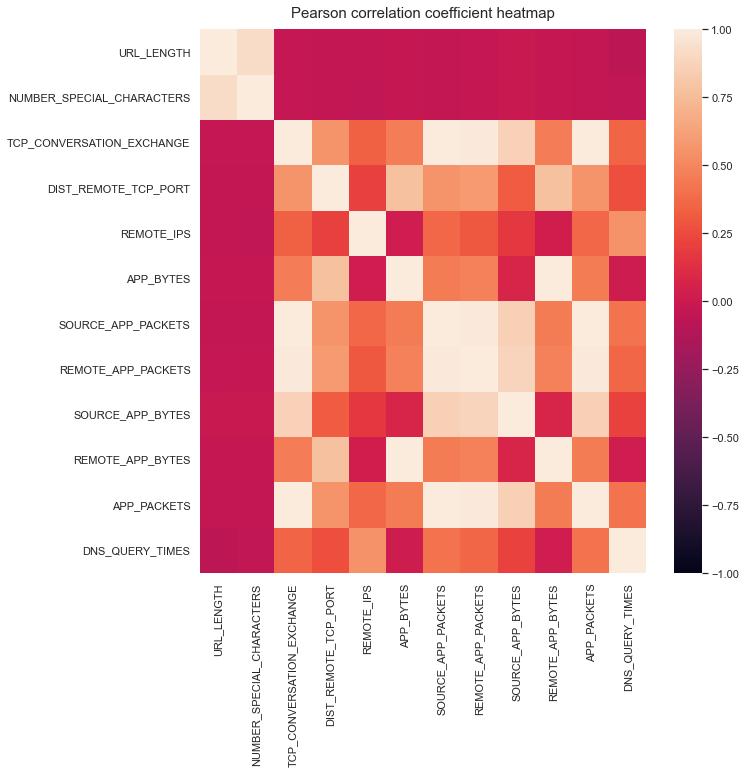 Pearson correlation coefficient heatmap
URL_LENGTH
NUMBER_SPECIAL_CHARACTERS
TCP_CONVERSATION_EXCHANGE
DIST_REMOTE_TCP_PORT
REMOTE_IPS
APP_BYTES
SOURCE_APP_PACKETS
REMOTE_APP_PACKETS
SOURCE_APP_BYTES
REMOTE_APP_BYTES
APP_PACKETS
DNS_QUERY_TIMES
URL_LENGTH
NUMBER_SPECIAL_CHARACTERS
TCP_CONVERSATION_EXCHANGE
DIST_REMOTE_TCP_PORT
REMOTE_IPS
APP_BYTES
SOURCE_APP_PACKETS
REMOTE_APP_PACKETS
SOURCE_APP_BYTES
REMOTE_APP_BYTES
APP_PACKETS
DNS_QUERY_TIMES
1.00
0.75
0.50
0.25
0.00
−0.25
−0.50
−0.75
−1.00